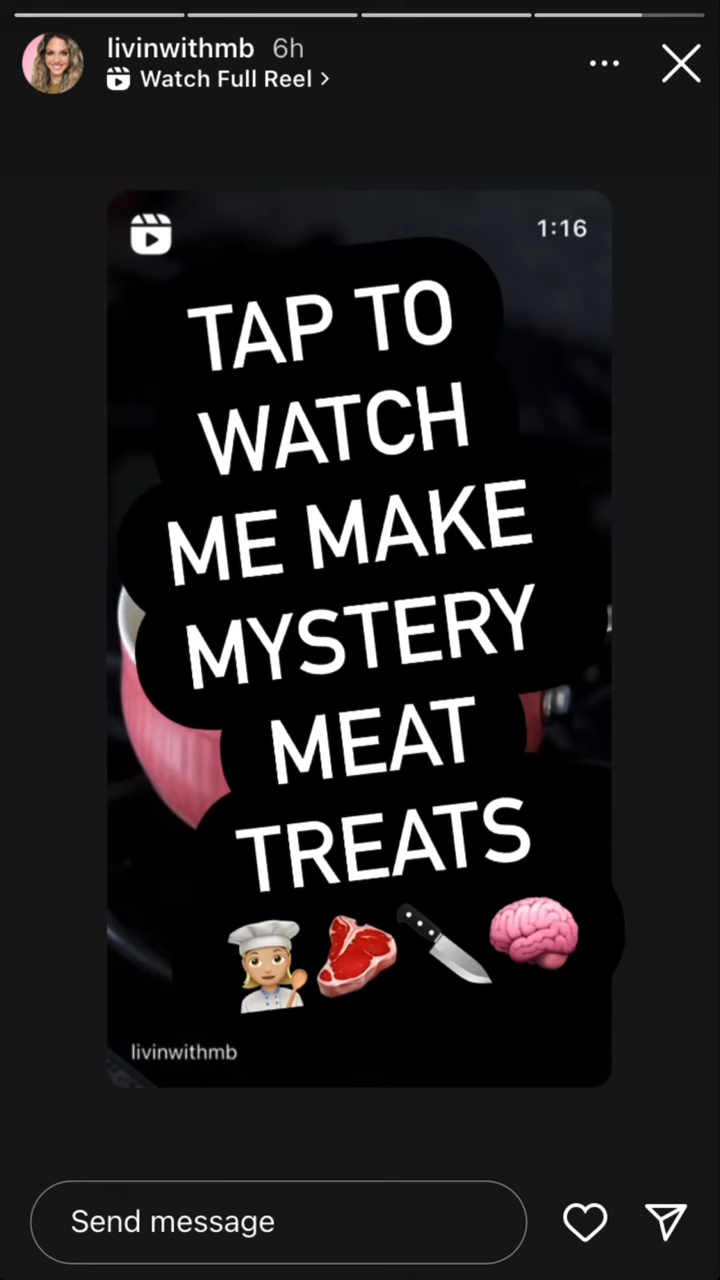 livinwithmb 6h
Watch Full Reel >
1:16
TAP TO
WATCH
ME MAKE
MYSTERY
MEAT
TREATS
livinwithmb
Send message